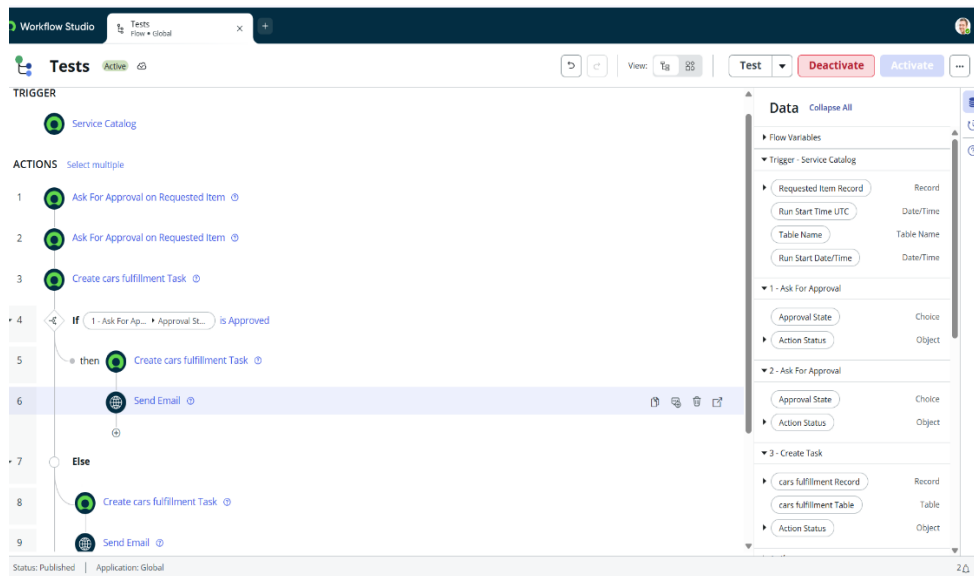 Workflow Studio
Tests
Flow • Global
Tests Active
View:
Test
Deactivate
Activate
TRIGGER
Service Catalog
ACTIONS Select multiple
1 Ask For Approval on Requested Item
2 Ask For Approval on Requested Item
3 Create cars fulfillment Task
4 If 1 - Ask For Ap... Approval St... is Approved
5 then Create cars fulfillment Task
6 Send Email
7 Else
8 Create cars fulfillment Task
9 Send Email
Data Collapse All
Flow Variables
Trigger - Service Catalog
Requested Item Record Record
Run Start Time UTC Date/Time
Table Name Table Name
Run Start Date/Time Date/Time
1 - Ask For Approval
Approval State Choice
Action Status Object
2 - Ask For Approval
Approval State Choice
Action Status Object
3 - Create Task
cars fulfillment Record Record
cars fulfillment Table Table
Action Status Object
Status: Published | Application: Global
2